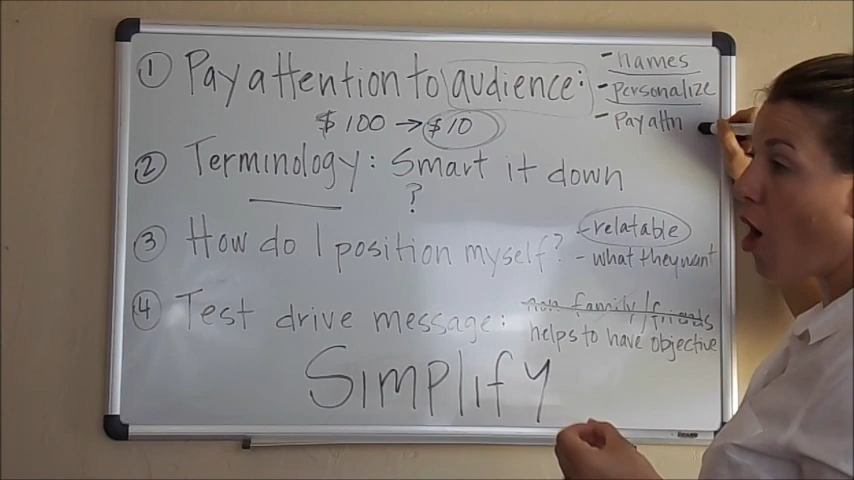 ① Pay attention to audience: - names
- personalize
- Pay attn
$100 → $10
② Terminology: Smart it down
?
③ How do I position myself? - relatable
- what they want
④ Test drive message: non family/friends
helps to have objective
Simplify